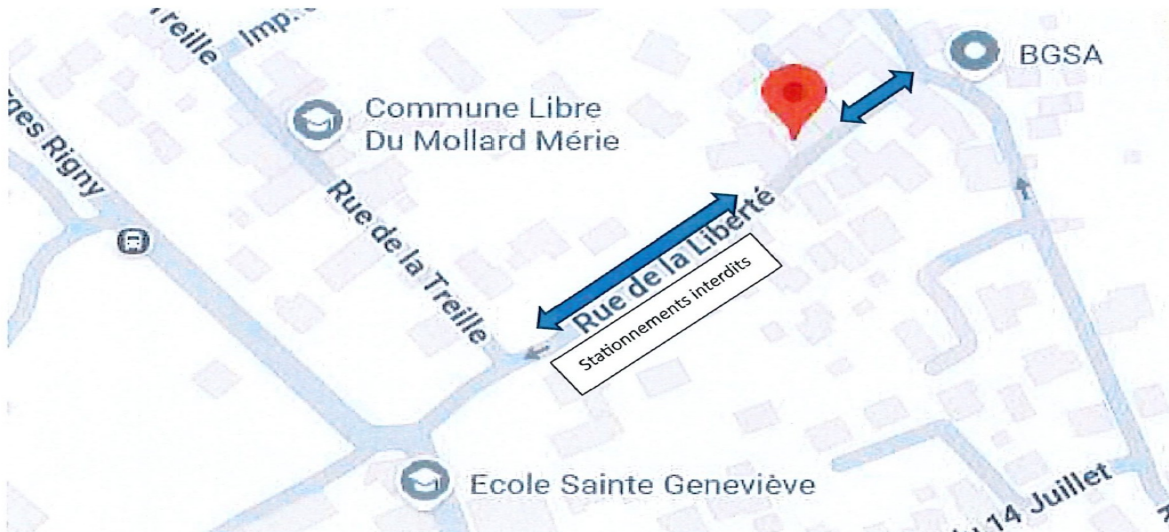 Treille
Imp.
BGSA
Commune Libre
Du Mollard Mérie
ges Rigny
Rue de la Treille
Rue de la Liberté
Stationnements interdits
Ecole Sainte Geneviève
14 Juillet